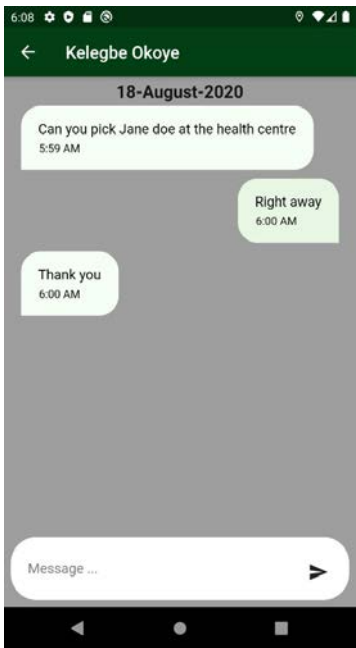 6:08
Kelegbe Okoye
18-August-2020
Can you pick Jane doe at the health centre
5:59 AM
Right away
6:00 AM
Thank you
6:00 AM
Message ...